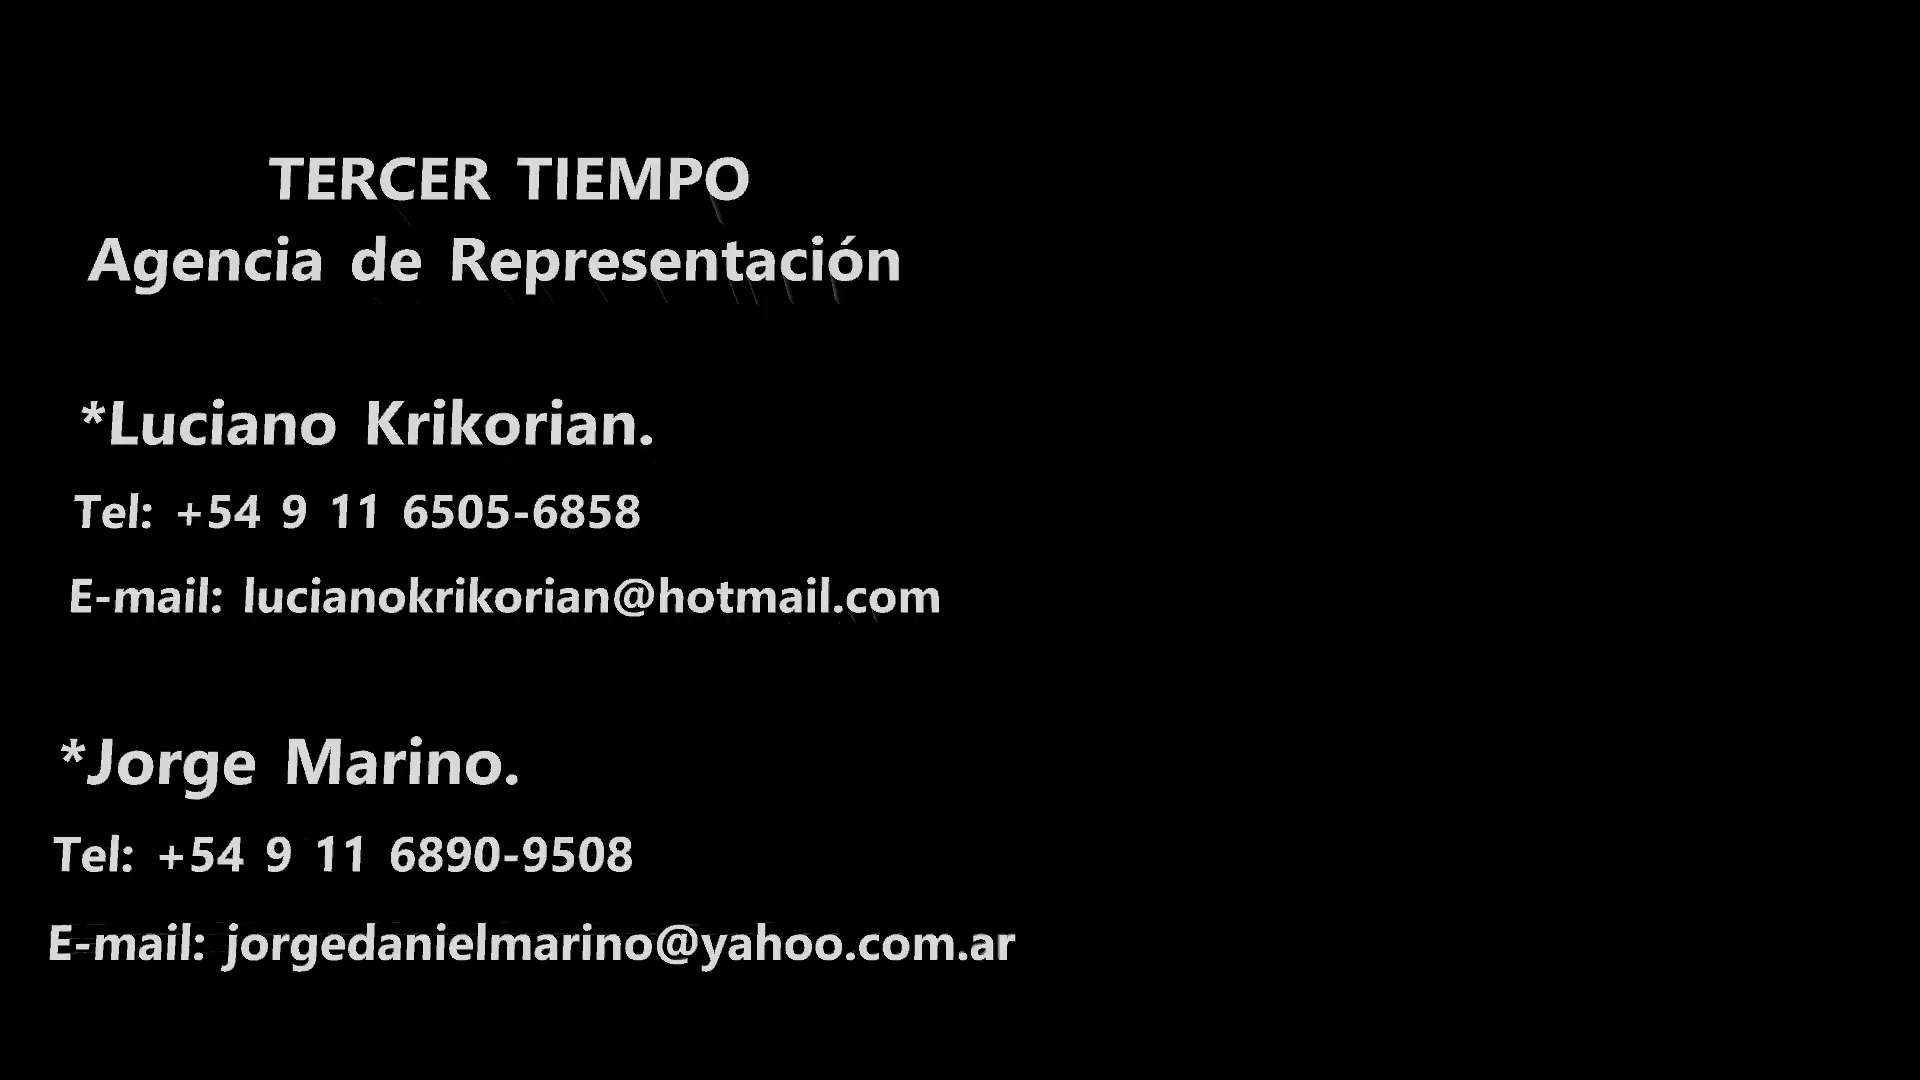 TERCER TIEMPO
Agencia de Representación
*Luciano Krikorian.
Tel: +54 9 11 6505-6858
E-mail: lucianokrikorian@hotmail.com
*Jorge Marino.
Tel: +54 9 11 6890-9508
E-mail: jorgedanielmarino@yahoo.com.ar